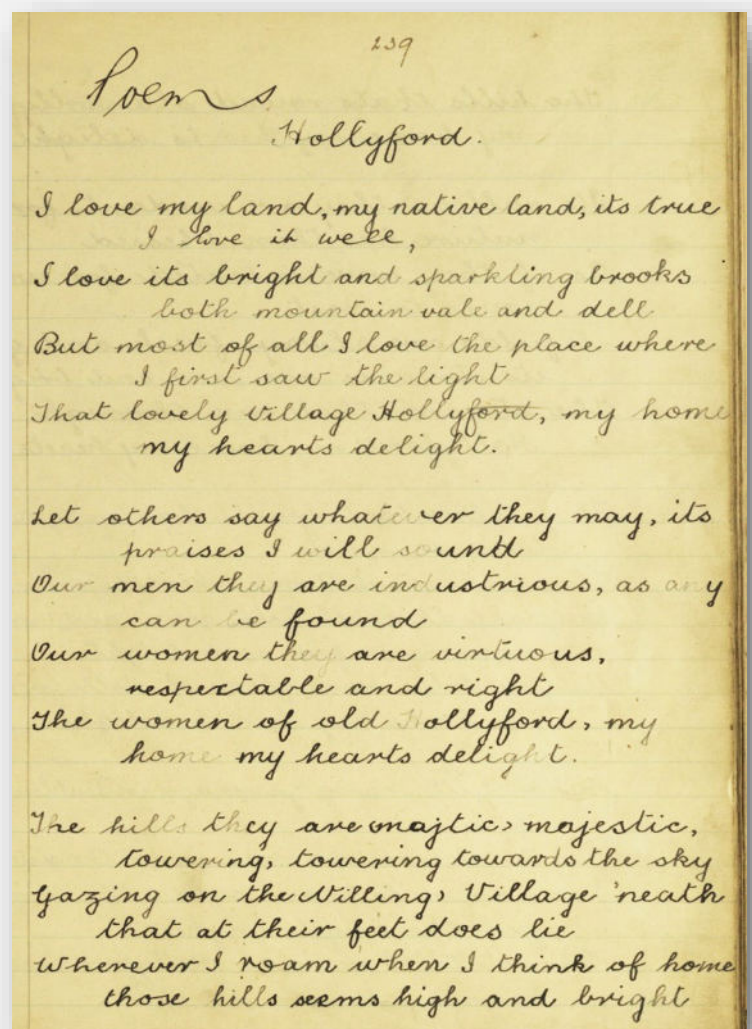 239
Poems
Hollyford.
I love my land, my native land, its true
I love it well,
I love its bright and sparkling brooks
both mountain vale and dell
But most of all I love the place where
I first saw the light
That lovely Village Hollyford, my home
my hearts delight.
Let others say whatever they may, its
praises I will sound
Our men they are industrious, as any
can be found
Our women they are virtuous,
respectable and right
The women of old Hollyford, my
home my hearts delight.
The hills they are (majtic) majestic,
towering, towering towards the sky
Gazing on the (Villing) Village 'neath
that at their feet does lie
Wherever I roam when I think of home
those hills seems high and bright